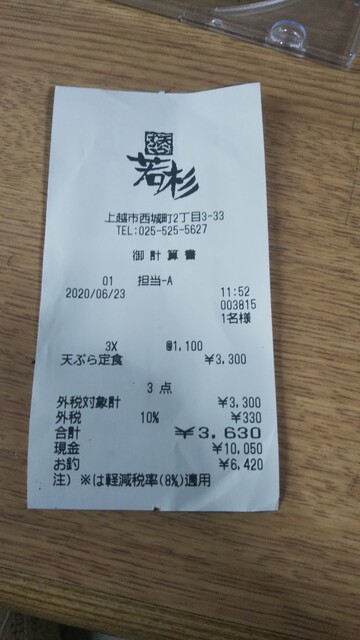 若杉
上越市西城町2丁目3-33
TEL:025-525-5627
御計算書
01 担当-A
2020/06/23 11:52
003815
1名様
3X @1,100
天ぷら定食 ¥3,300
3 点
外税対象計 ¥3,300
外税 10% ¥330
合計 ¥3,630
現金 ¥10,050
お釣 ¥6,420
注) ※は軽減税率(8%)適用